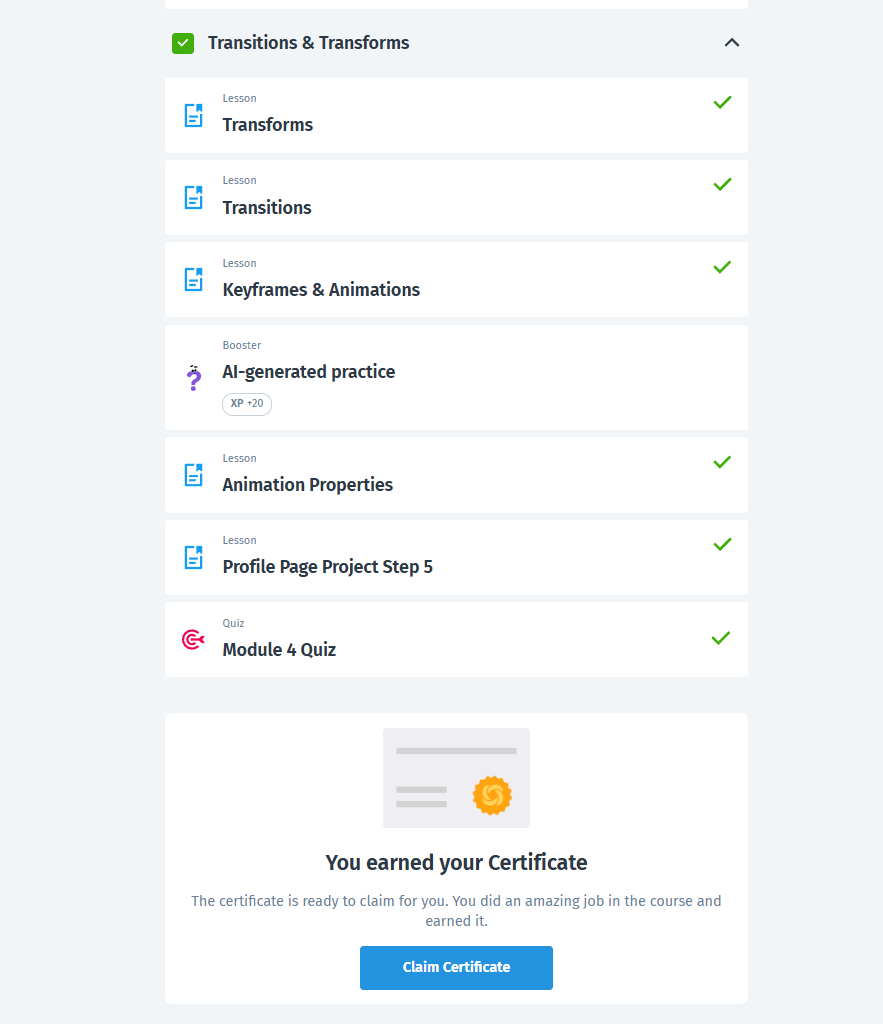 Transitions & Transforms
Lesson
Transforms
Lesson
Transitions
Lesson
Keyframes & Animations
Booster
AI-generated practice
XP +20
Lesson
Animation Properties
Lesson
Profile Page Project Step 5
Quiz
Module 4 Quiz
You earned your Certificate
The certificate is ready to claim for you. You did an amazing job in the course and
earned it.
Claim Certificate